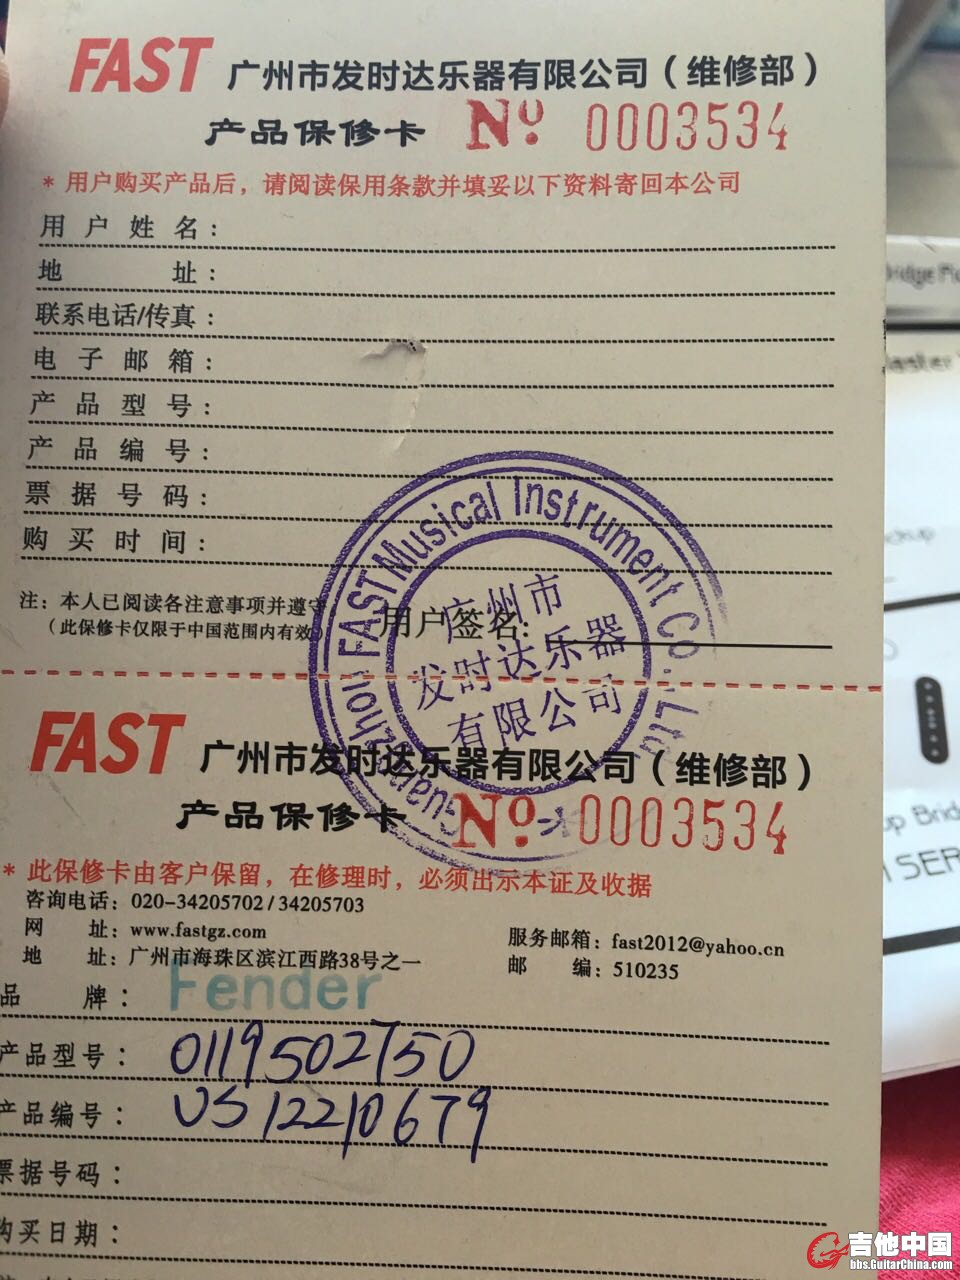 FAST 广州市发时达乐器有限公司（维修部）
产品保修卡 Nº 0003534
* 用户购买产品后，请阅读保用条款并填妥以下资料寄回本公司
用户姓名：
地址：
联系电话/传真：
电子邮箱：
产品型号：
产品编号：
票据号码：
购买时间：
注：本人已阅读各注意事项并遵守
（此保修卡仅限于中国范围内有效）
用户签名：
Guangzhou FAST Musical Instrument Co., Ltd
广州市
发时达乐器
有限公司
FAST 广州市发时达乐器有限公司（维修部）
产品保修卡 Nº 0003534
* 此保修卡由客户保留，在修理时，必须出示本证及收据
咨询电话：020-34205702/34205703
网址：www.fastgz.com
服务邮箱：fast2012@yahoo.cn
地址：广州市海珠区滨江西路38号之一
邮编：510235
品牌：Fender
产品型号：0119502750
产品编号：US12210679
票据号码：
购买日期：
Bridge
aster
ckup
op Brid
SER
吉他中国
bbs.GuitarChina.com